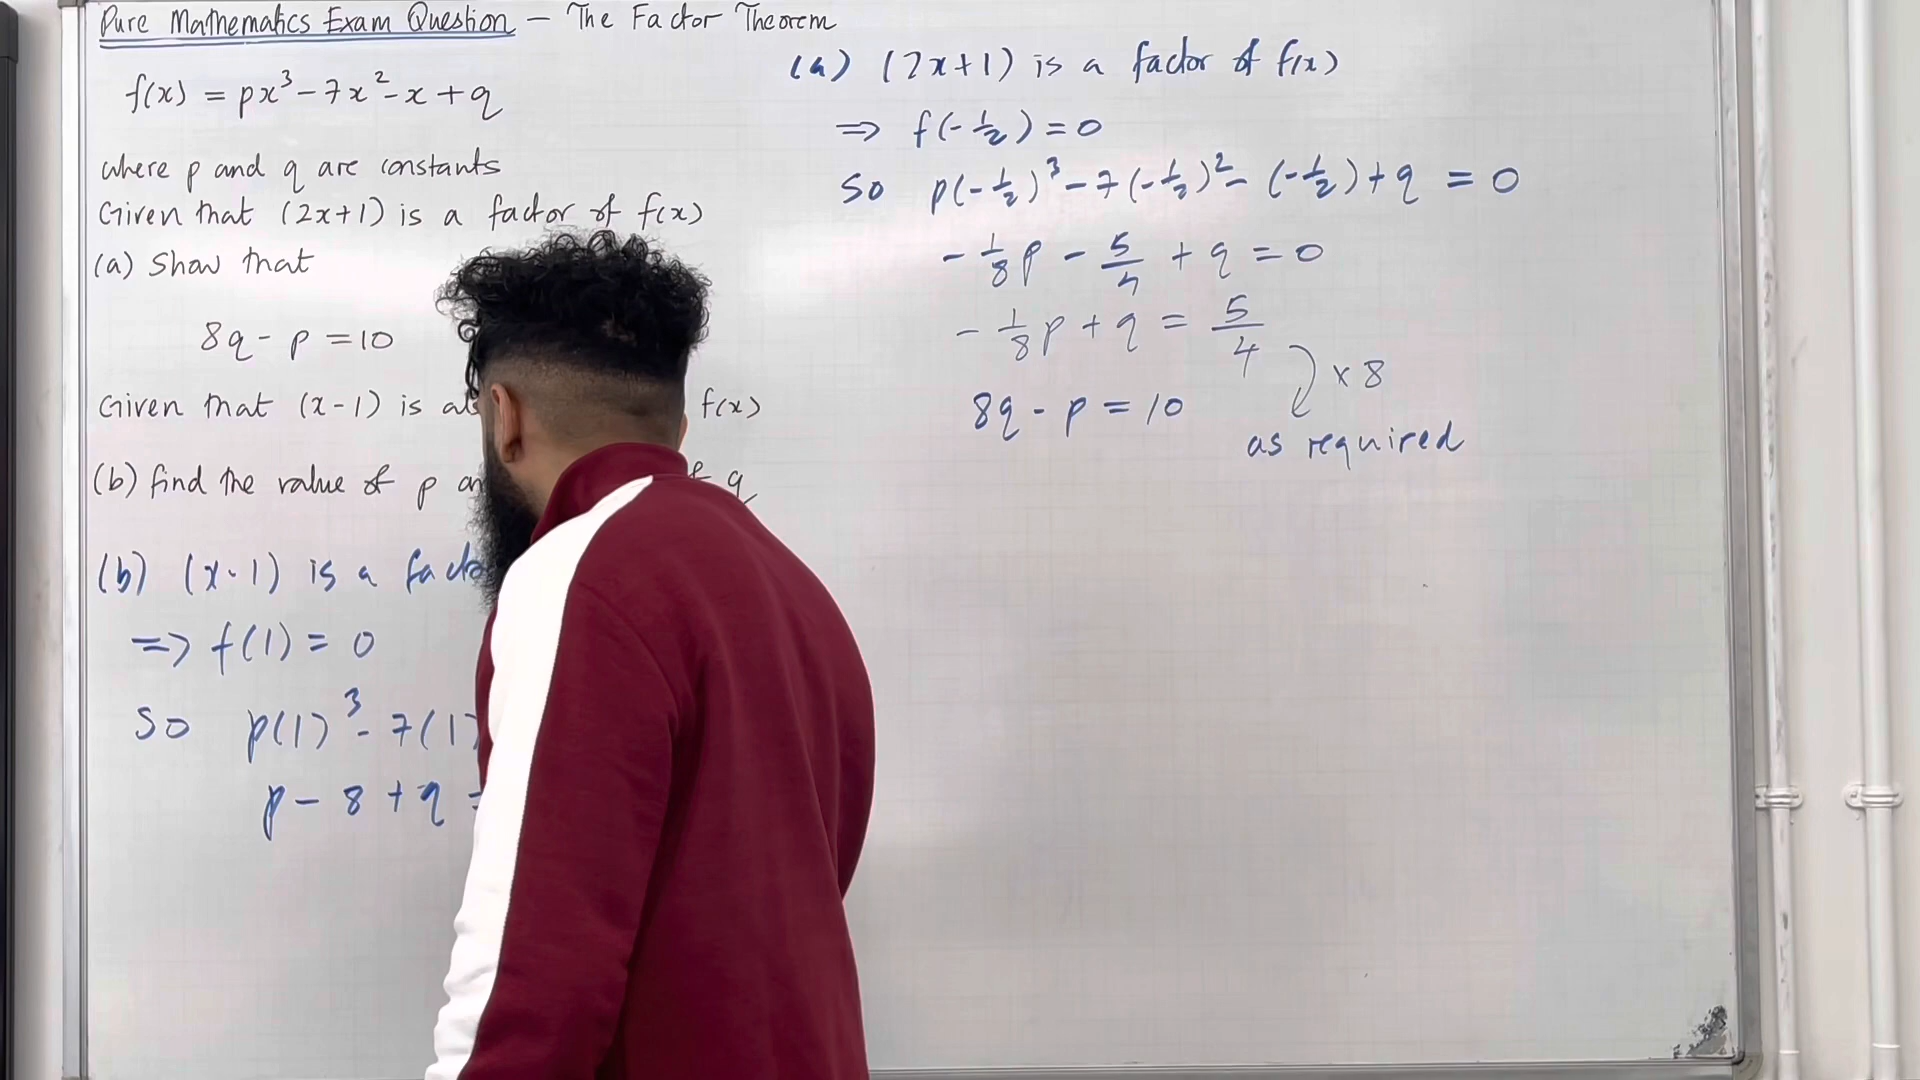 Pure Mathematics Exam Question – The Factor Theorem
f(x) = px³ – 7x² – x + q
where p and q are constants
Given that (2x+1) is a factor of f(x)
(a) Show that
8q – p = 10
Given that (x-1) is f(x)
(b) find the value of p q
(b) (x-1) is a
=> f(1) = 0
So p(1)³ – 7(1)
p – 8 + q =
(a) (2x+1) is a factor of f(x)
=> f(-½) = 0
So p(-½)³ – 7(-½)² – (-½) + q = 0
-⅛p – 5/4 + q = 0
-⅛p + q = 5/4
× 8
8q – p = 10
as required